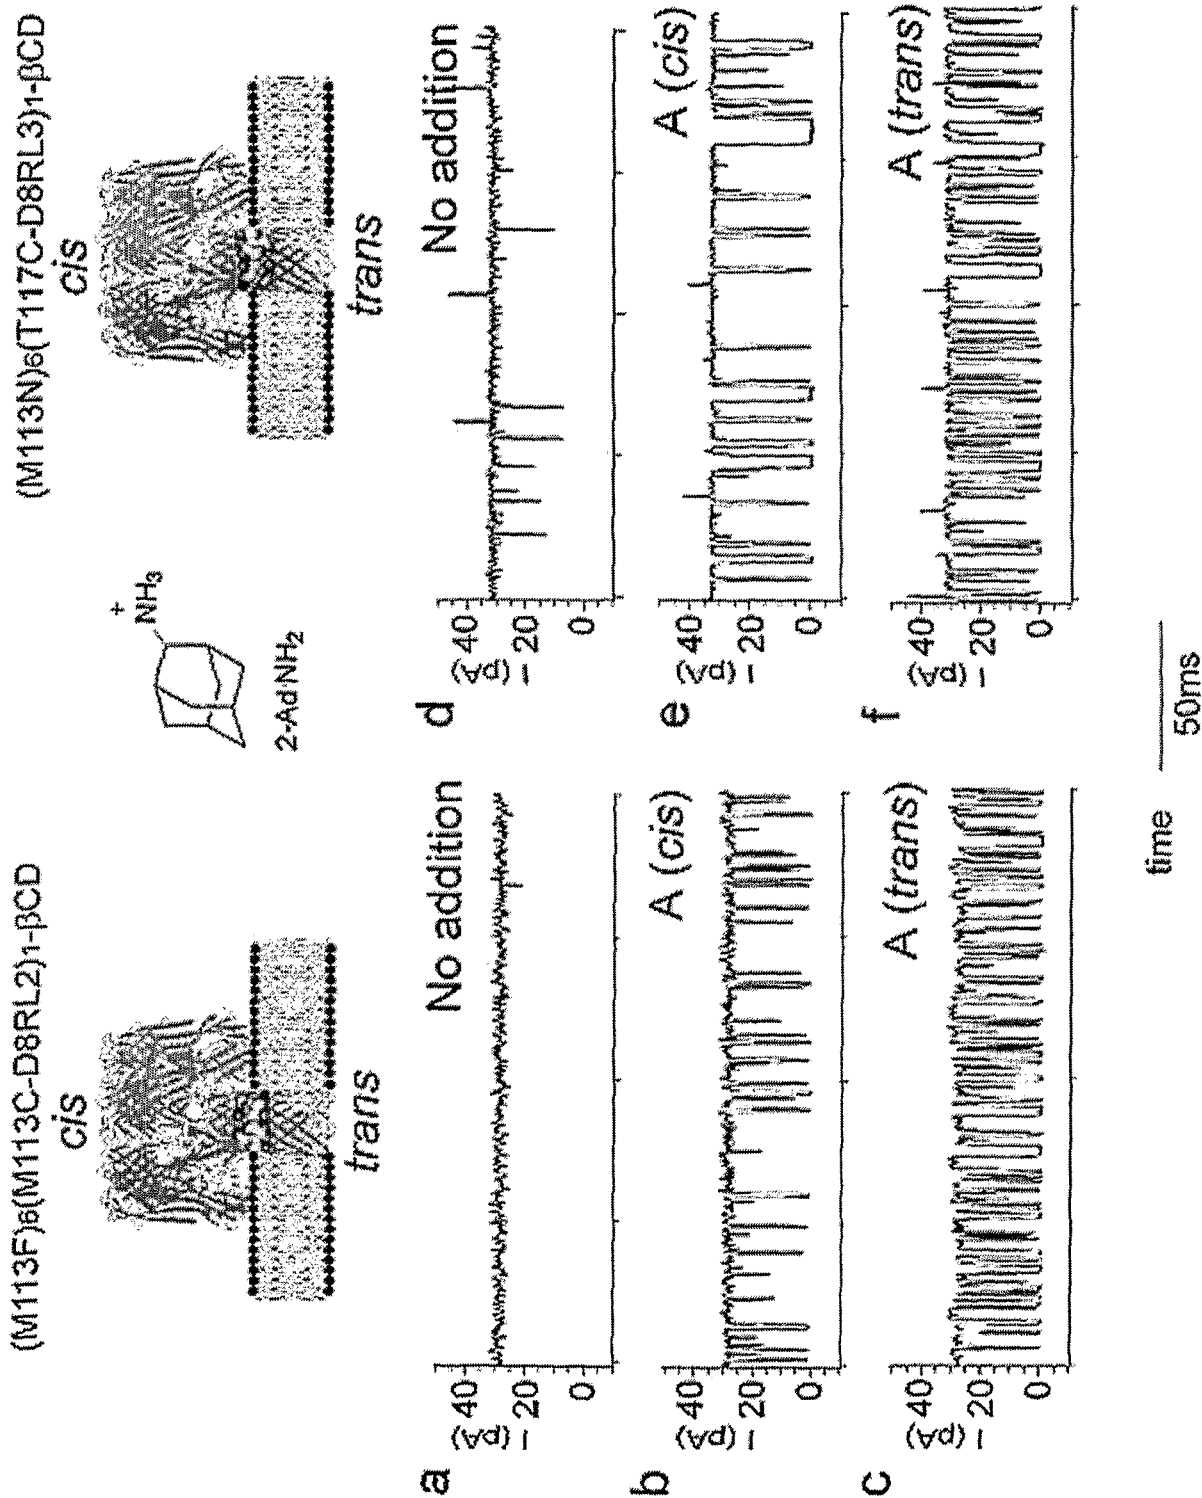 (M113F)6(M113C-D8RL2)1-βCD
cis
trans
+
NH3
2-Ad NH2
(M113N)6(T117C-D8RL3)1-βCD
cis
trans
a
No addition
I (pA)
40
20
0
b
A (cis)
I (pA)
40
20
0
c
A (trans)
I (pA)
40
20
0
d
No addition
I (pA)
40
20
0
e
A (cis)
I (pA)
40
20
0
f
A (trans)
I (pA)
40
20
0
time
50ms